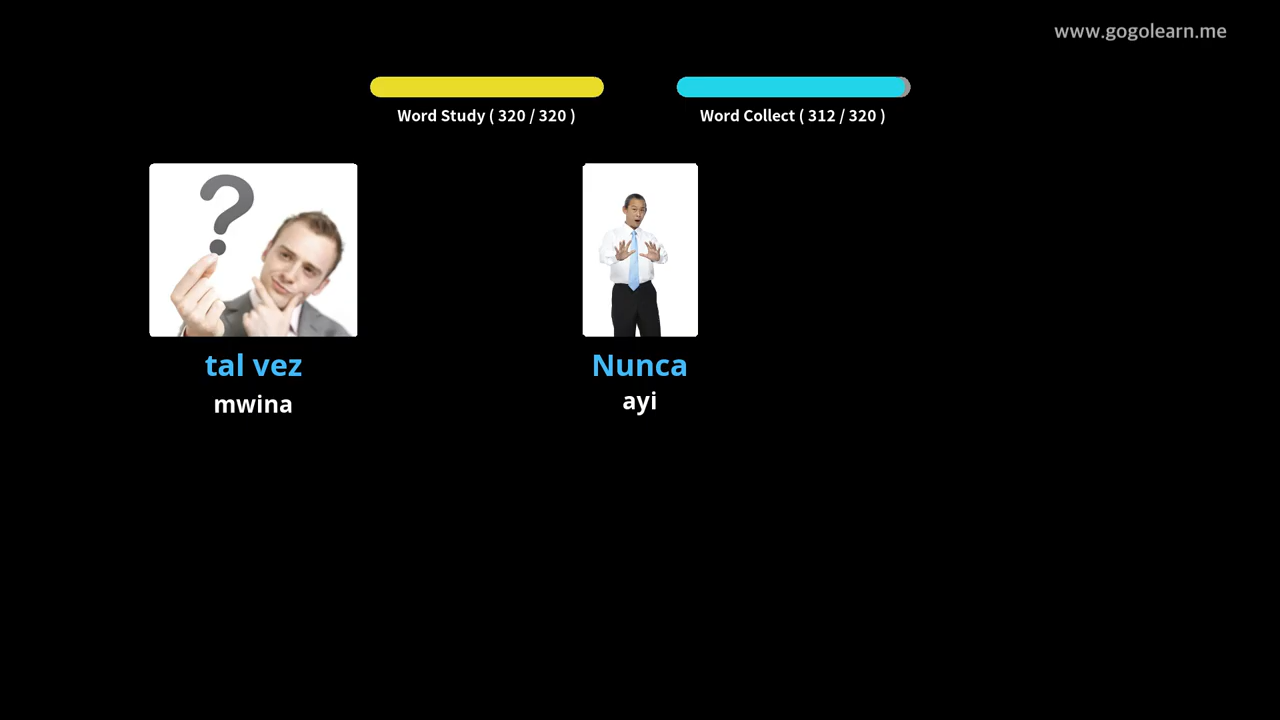 www.gogolearn.me
Word Study ( 320 / 320 )
Word Collect ( 312 / 320 )
?
tal vez
mwina
Nunca
ayi